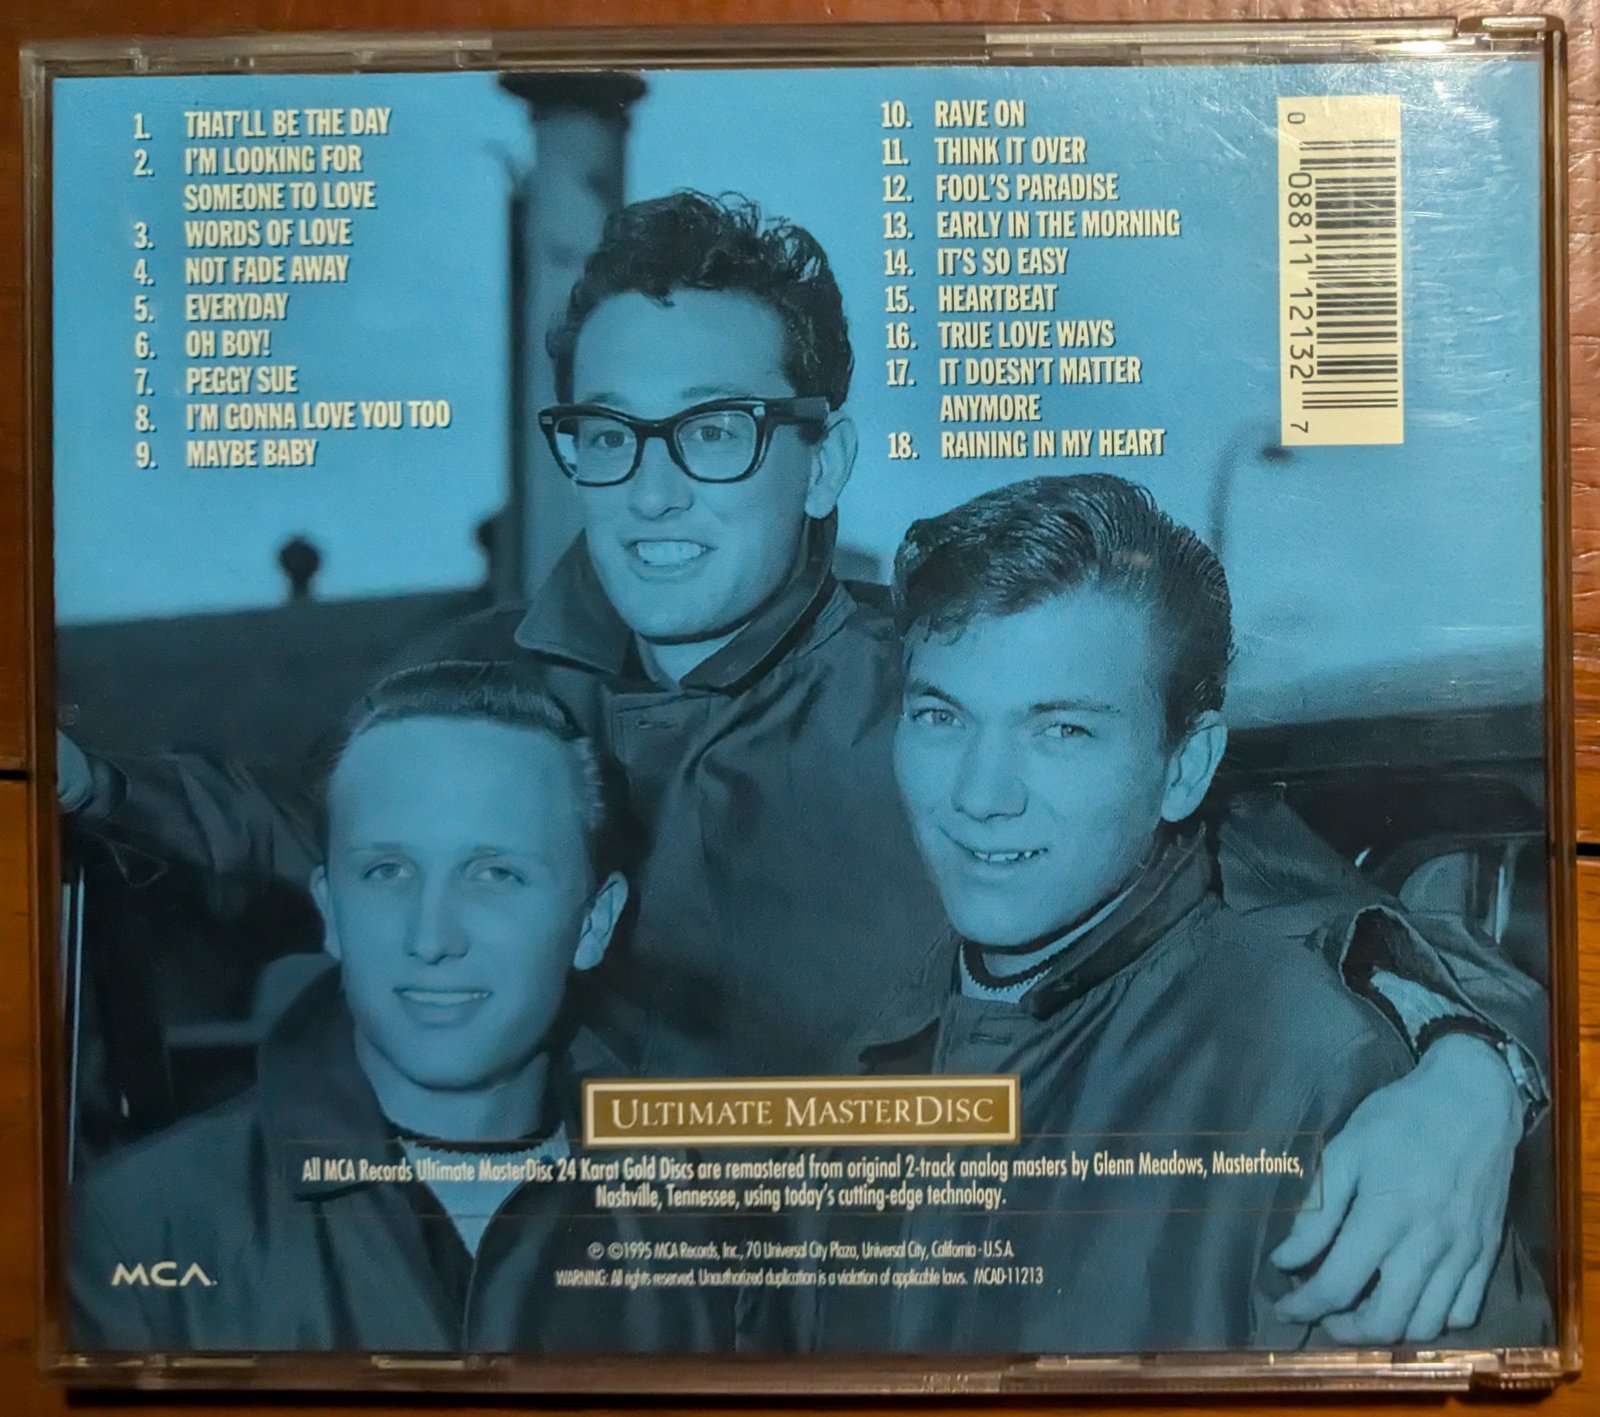 1. THAT'LL BE THE DAY
2. I'M LOOKING FOR
SOMEONE TO LOVE
3. WORDS OF LOVE
4. NOT FADE AWAY
5. EVERYDAY
6. OH BOY!
7. PEGGY SUE
8. I'M GONNA LOVE YOU TOO
9. MAYBE BABY
10. RAVE ON
11. THINK IT OVER
12. FOOL'S PARADISE
13. EARLY IN THE MORNING
14. IT'S SO EASY
15. HEARTBEAT
16. TRUE LOVE WAYS
17. IT DOESN'T MATTER
ANYMORE
18. RAINING IN MY HEART
0 08811 12132 7
ULTIMATE MASTERDISC
All MCA Records Ultimate MasterDisc 24 Karat Gold Discs are remastered from original 2-track analog masters by Glenn Meadows, Masterfonics,
Nashville, Tennessee, using today's cutting-edge technology.
℗ ©1995 MCA Records, Inc., 70 Universal City Plaza, Universal City, California - U.S.A.
WARNING: All rights reserved. Unauthorized duplication is a violation of applicable laws. MCAD-11213
MCA.